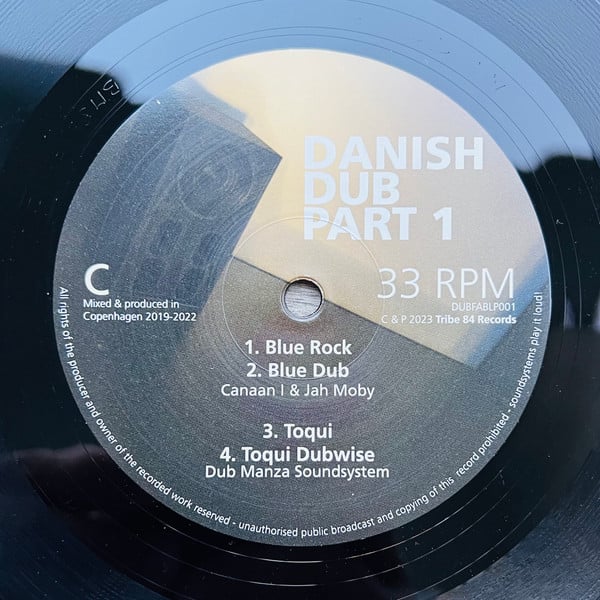 DANISH
DUB
PART 1
33 RPM
DUBFABLP001
C & P 2023 Tribe 84 Records
C
Mixed & produced in
Copenhagen 2019-2022
1. Blue Rock
2. Blue Dub
Canaan I & Jah Moby
3. Toqui
4. Toqui Dubwise
Dub Manza Soundsystem
All rights of the producer and owner of the recorded work reserved - unauthorised public broadcast and copying of this record prohibited - soundsystems play it loud!